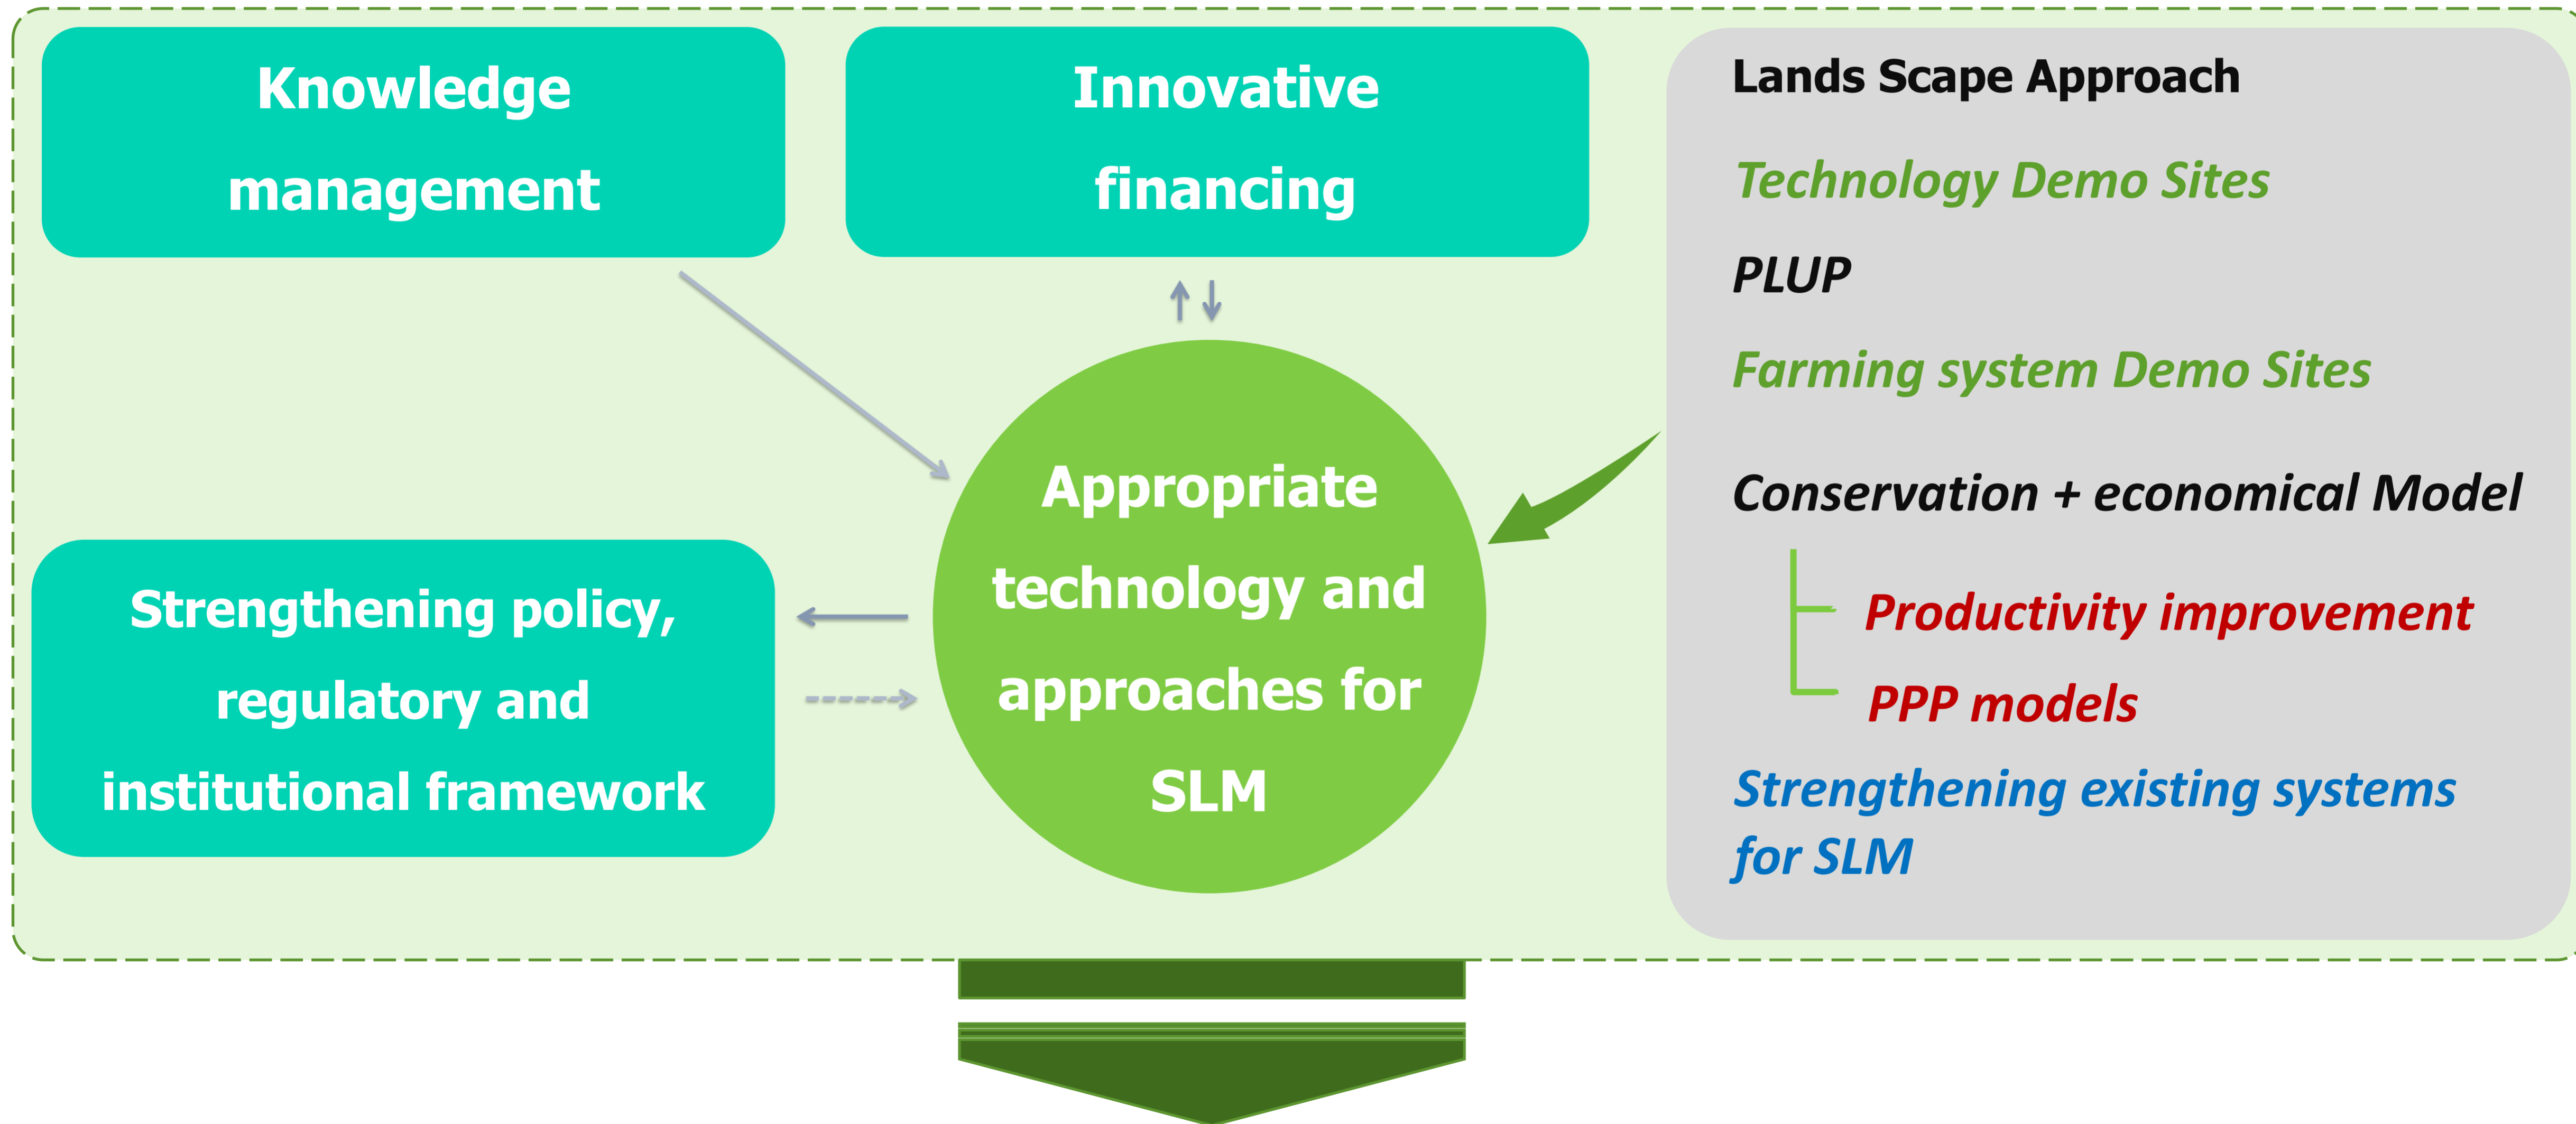 Knowledge
management
Innovative
financing
Strengthening policy,
regulatory and
institutional framework
Appropriate
technology and
approaches for
SLM
Lands Scape Approach
Technology Demo Sites
PLUP
Farming system Demo Sites
Conservation + economical Model
Productivity improvement
PPP models
Strengthening existing systems
for SLM